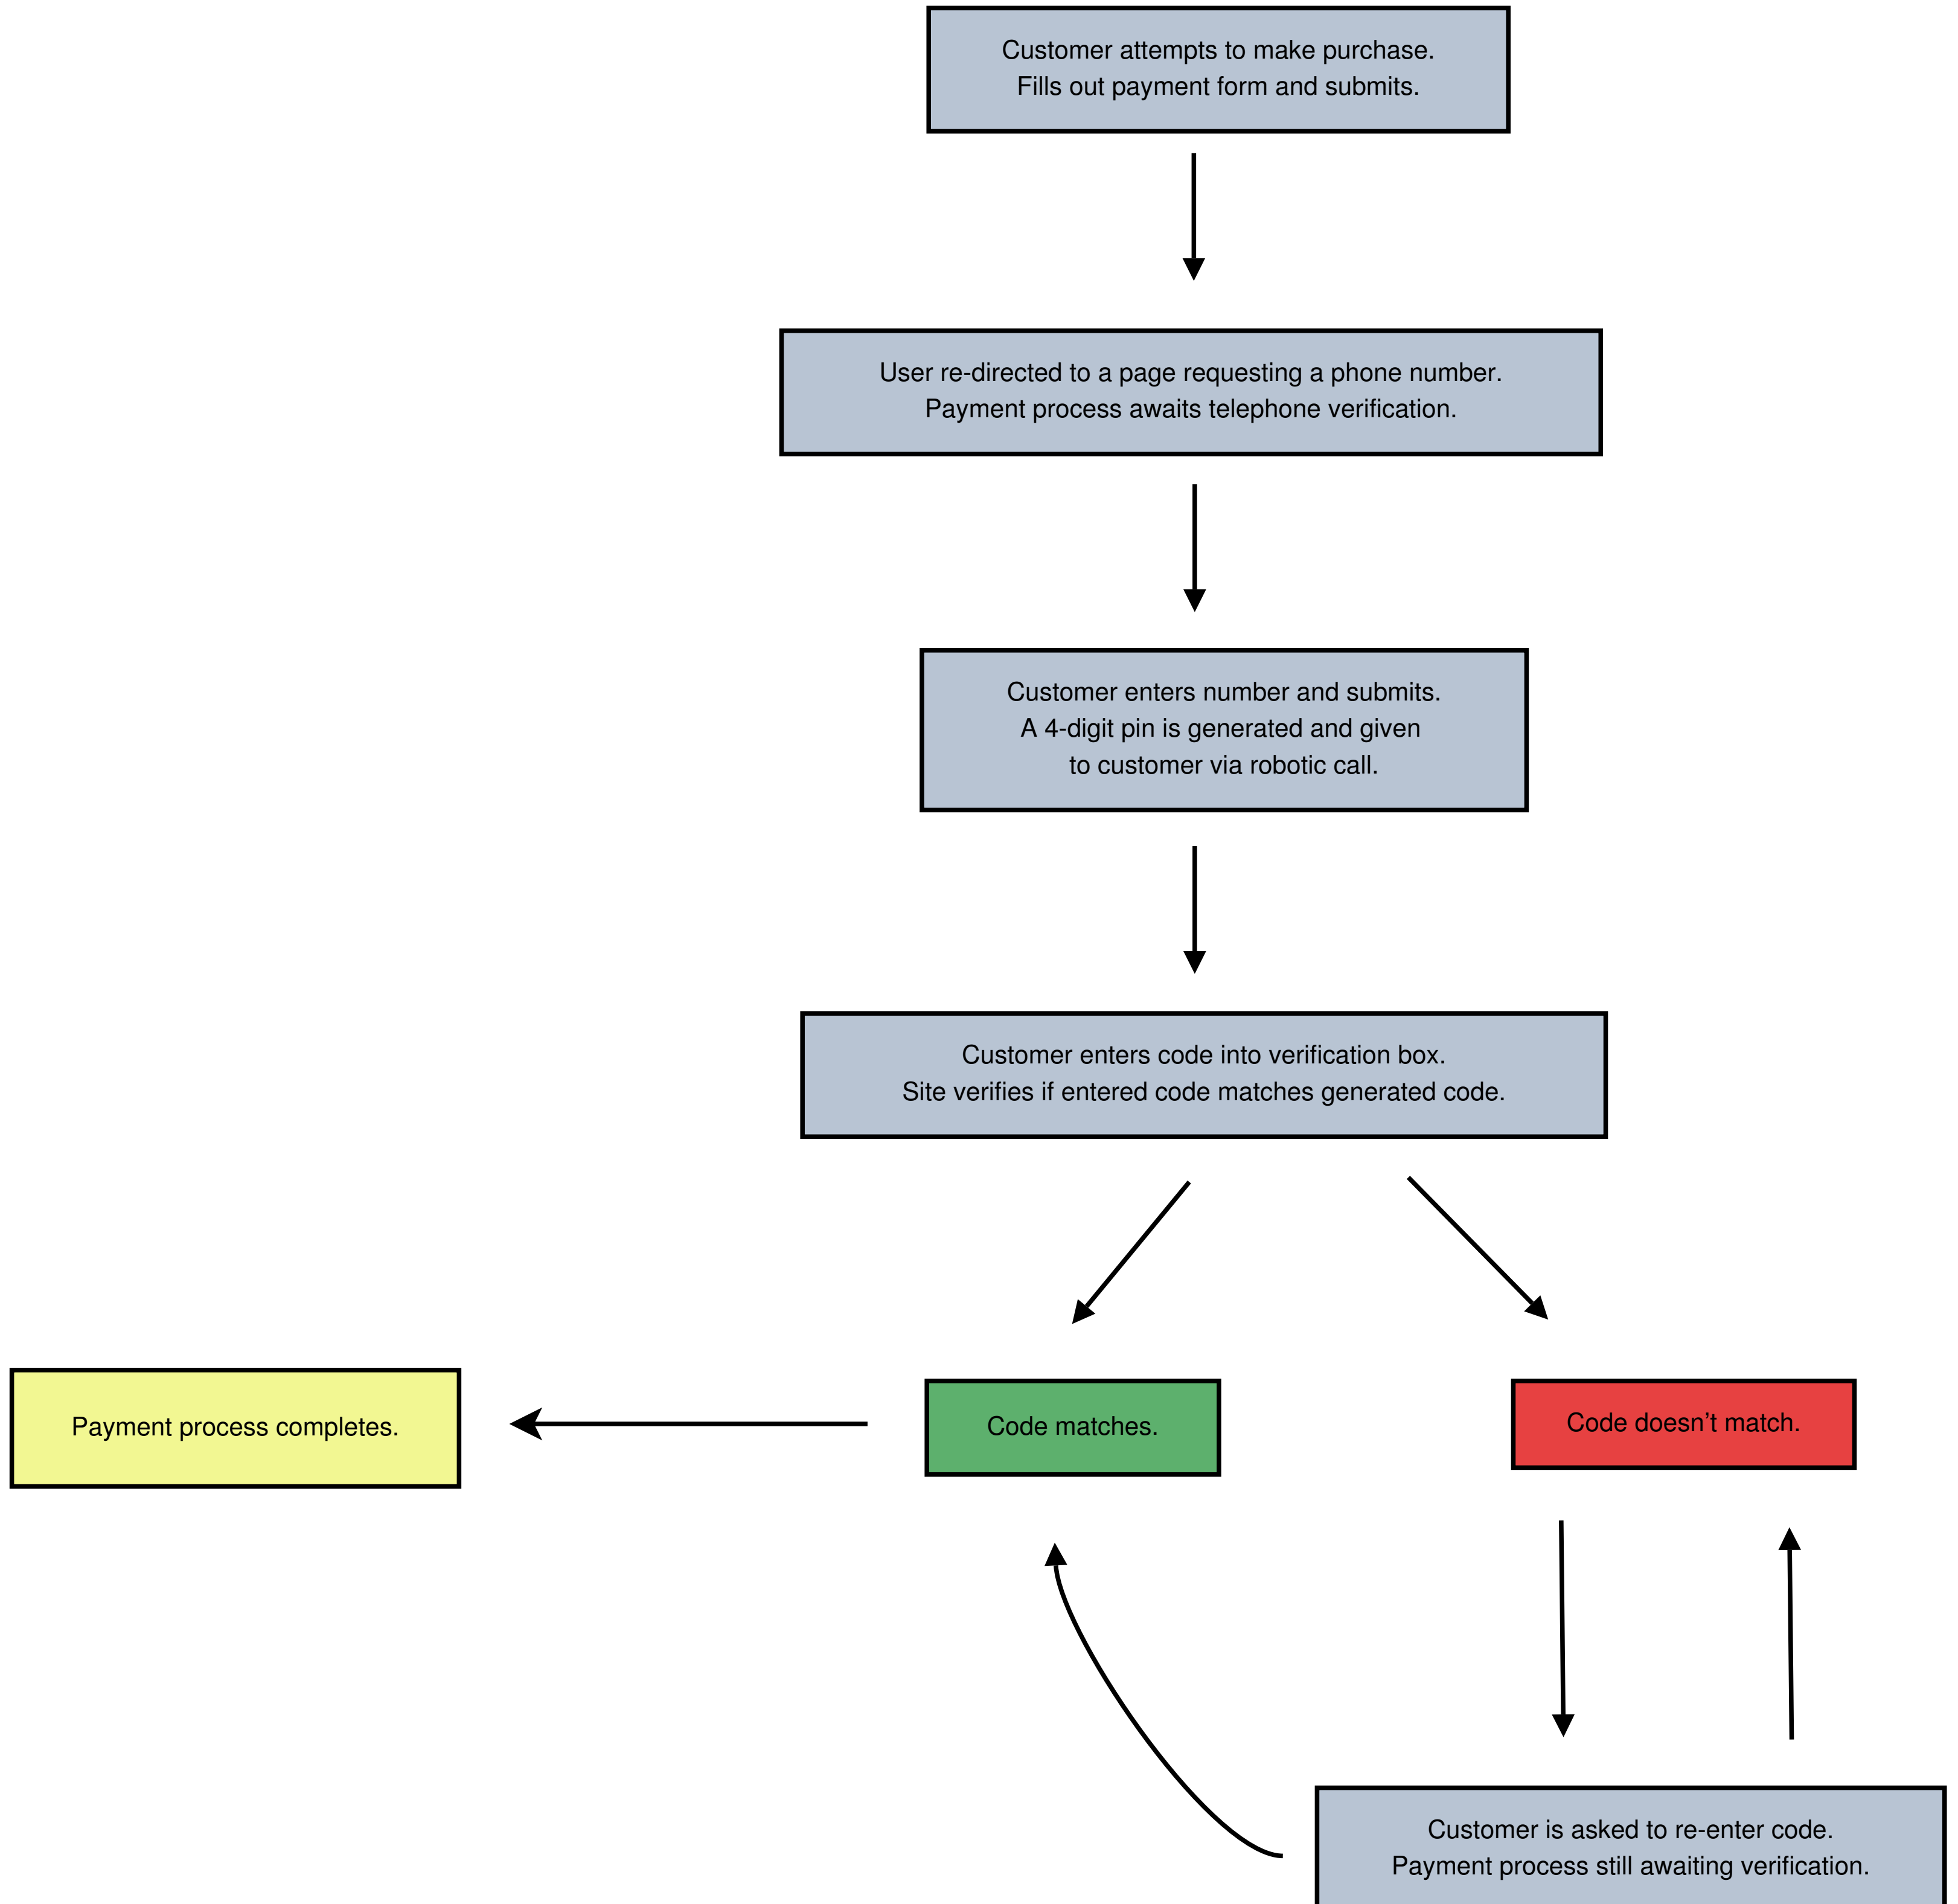 Customer attempts to make purchase.
Fills out payment form and submits.
User re-directed to a page requesting a phone number.
Payment process awaits telephone verification.
Customer enters number and submits.
A 4-digit pin is generated and given
to customer via robotic call.
Customer enters code into verification box.
Site verifies if entered code matches generated code.
Payment process completes.
Code matches.
Code doesn't match.
Customer is asked to re-enter code.
Payment process still awaiting verification.